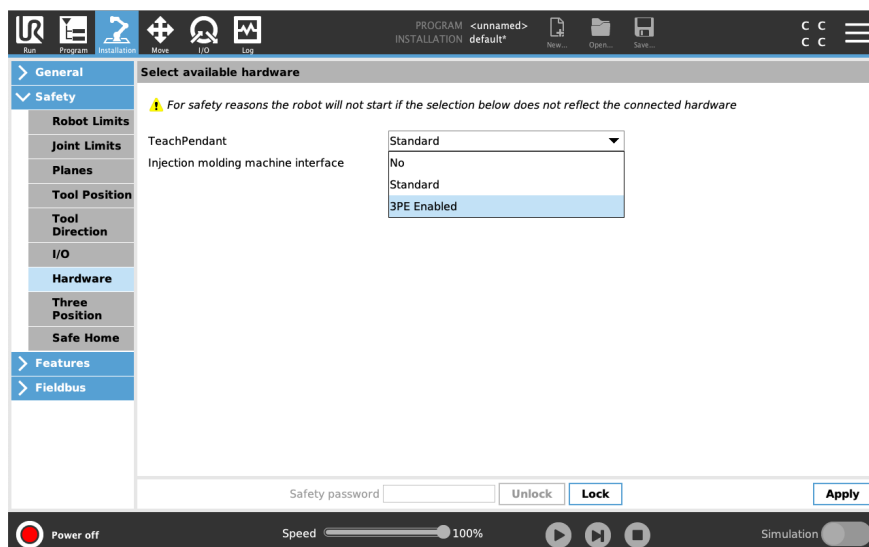 UR
PROGRAM <unnamed>
INSTALLATION default*
Run Program Installation Move I/O Log New... Open... Save...
C C
C C
General
Safety
Robot Limits
Joint Limits
Planes
Tool Position
Tool
Direction
I/O
Hardware
Three
Position
Safe Home
Features
Fieldbus
Select available hardware
For safety reasons the robot will not start if the selection below does not reflect the connected hardware
TeachPendant Standard
Injection molding machine interface
No
Standard
3PE Enabled
Safety password Unlock Lock Apply
Power off Speed 100% Simulation